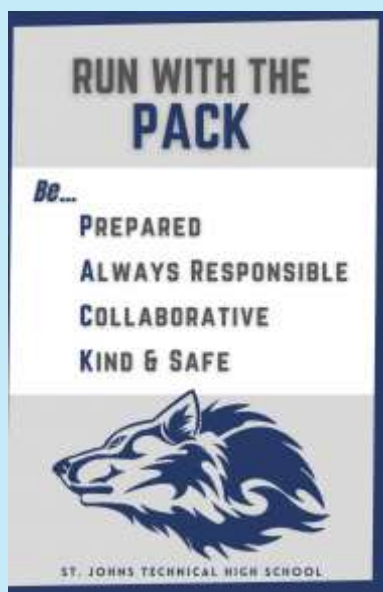 RUN WITH THE
PACK
Be...
PREPARED
ALWAYS RESPONSIBLE
COLLABORATIVE
KIND & SAFE
ST. JOHNS TECHNICAL HIGH SCHOOL